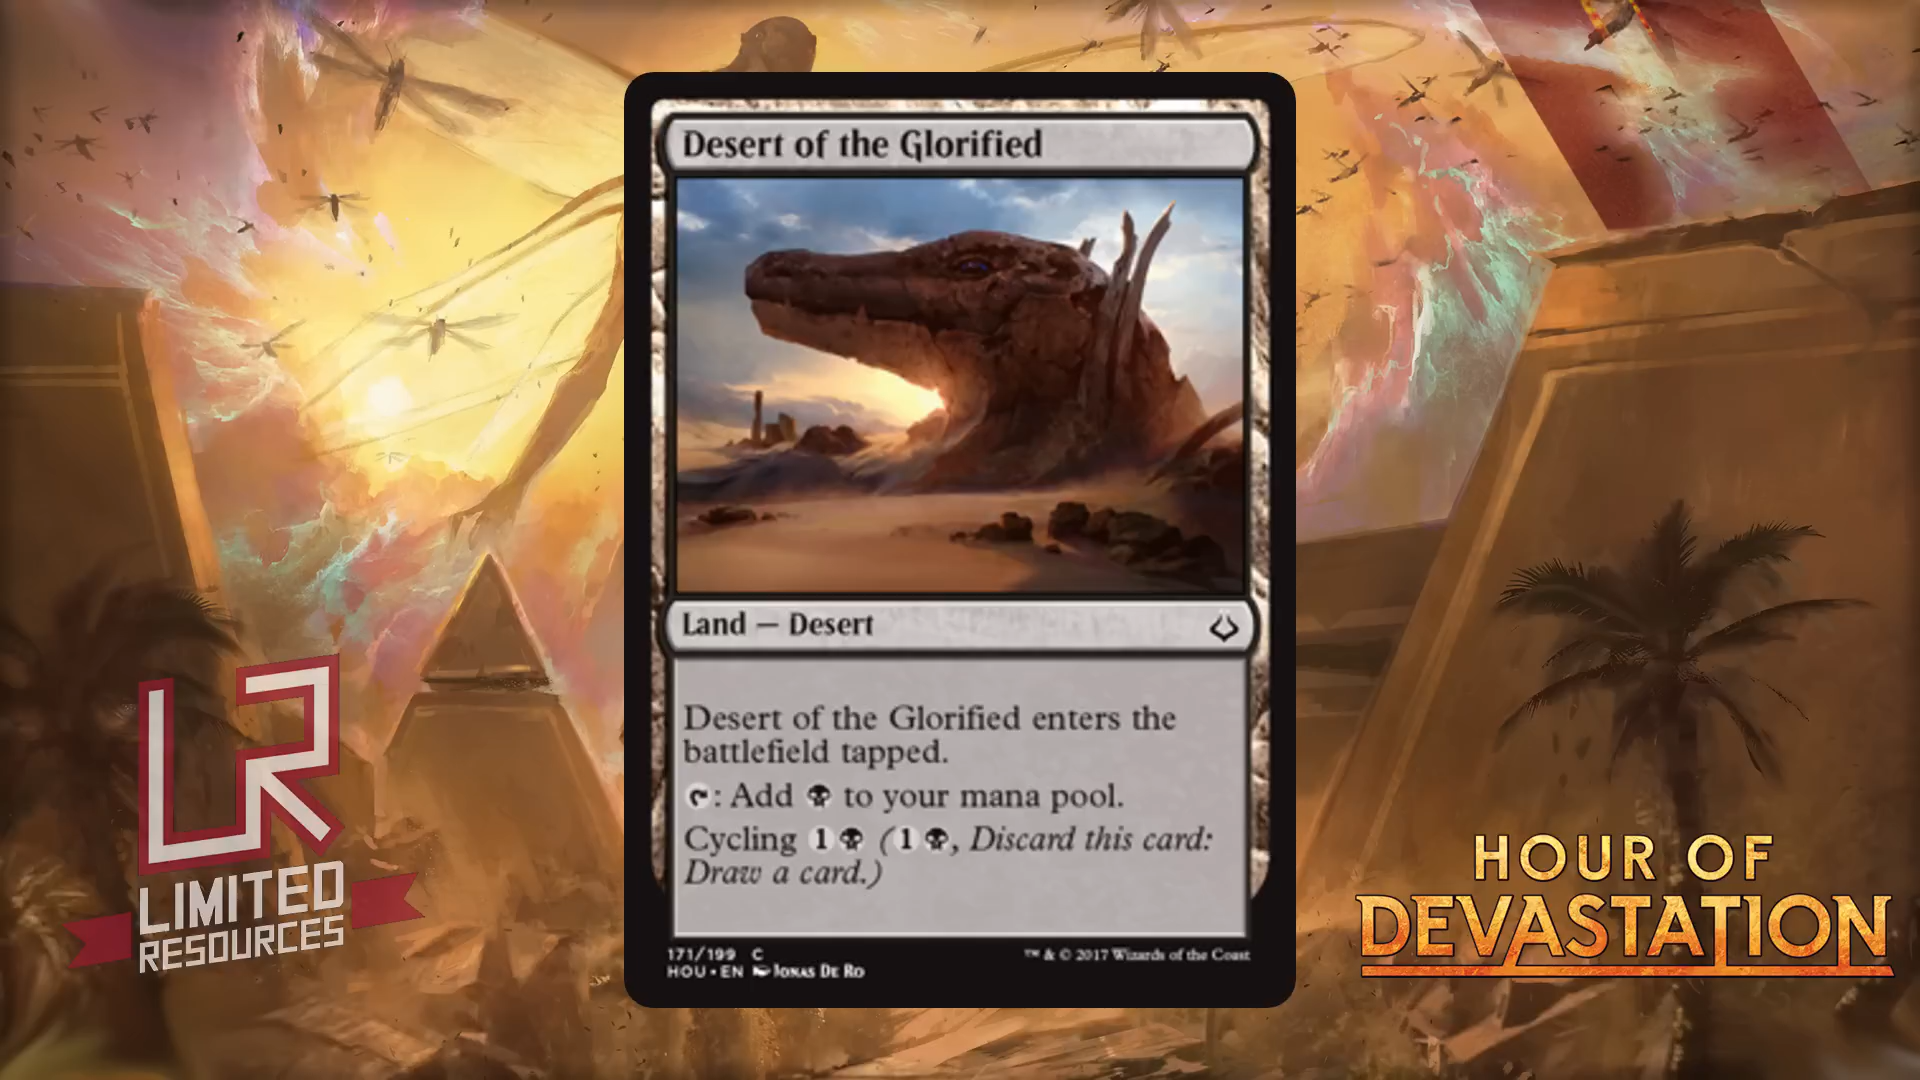 Desert of the Glorified
Land — Desert
Desert of the Glorified enters the
battlefield tapped.
: Add to your mana pool.
Cycling 1 (1 , Discard this card:
Draw a card.)
171/199 C
HOU • EN Jonas De Ro
™ & © 2017 Wizards of the Coast
LR
LIMITED
RESOURCES
HOUR OF
DEVASTATION